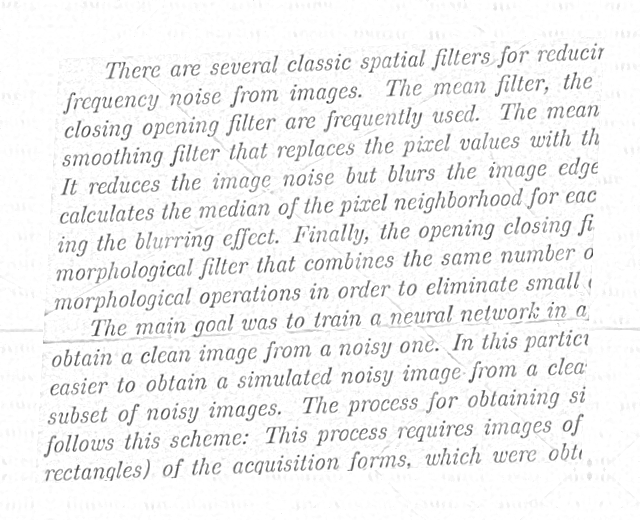 There are several classic spatial filters for reducin
frequency noise from images. The mean filter, the
closing opening filter are frequently used. The mean
smoothing filter that replaces the pixel values with th
It reduces the image noise but blurs the image edge
calculates the median of the pixel neighborhood for eac
ing the blurring effect. Finally, the opening closing fi
morphological filter that combines the same number o
morphological operations in order to eliminate small
The main goal was to train a neural network in a
obtain a clean image from a noisy one. In this particu
easier to obtain a simulated noisy image from a clea
subset of noisy images. The process for obtaining si
follows this scheme: This process requires images of
rectangles) of the acquisition forms, which were obt